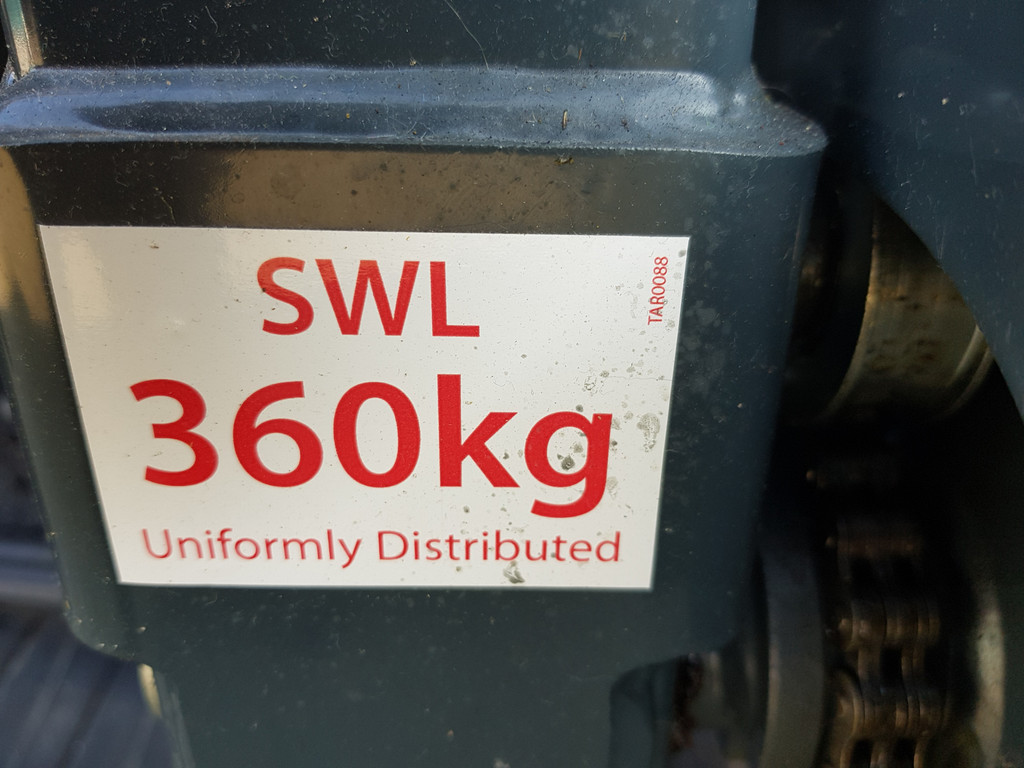 SWL
TAR0088
360kg
Uniformly Distributed